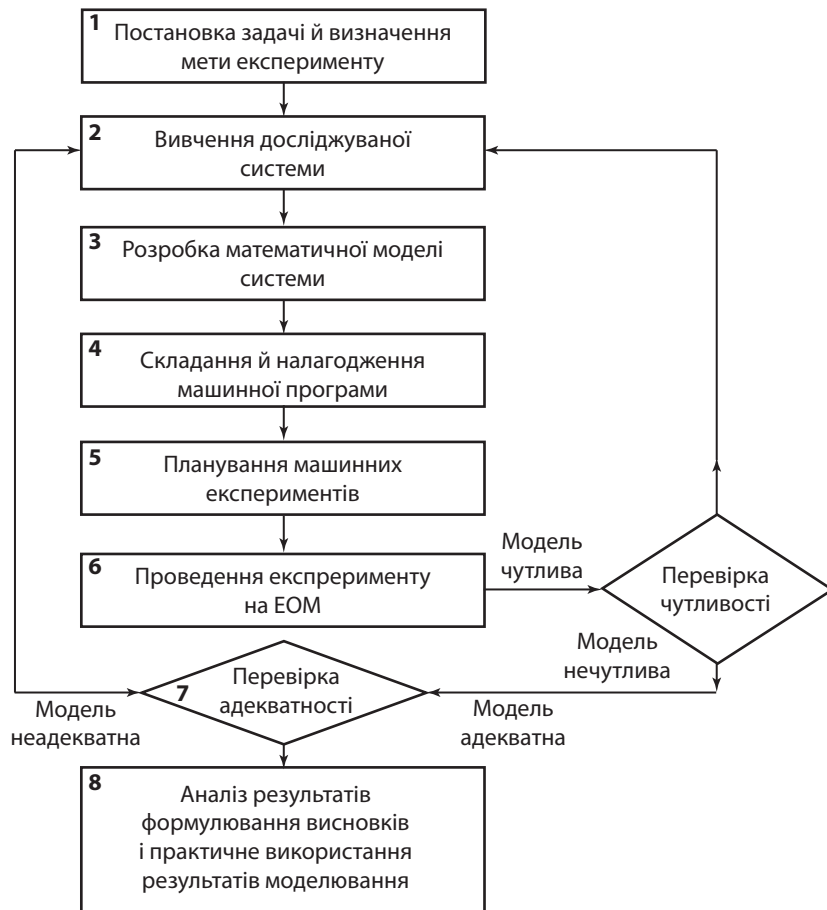 1 Постановка задачі й визначення
мети експерименту
2 Вивчення досліджуваної
системи
3 Розробка математичної моделі
системи
4 Складання й налагодження
машинної програми
5 Планування машинних
експериментів
6 Проведення експрерименту
на ЕОМ
Модель
чутлива
Перевірка
чутливості
Модель
нечутлива
7 Перевірка
адекватності
Модель
неадекватна
Модель
адекватна
8 Аналіз результатів
формулювання висновків
і практичне використання
результатів моделювання